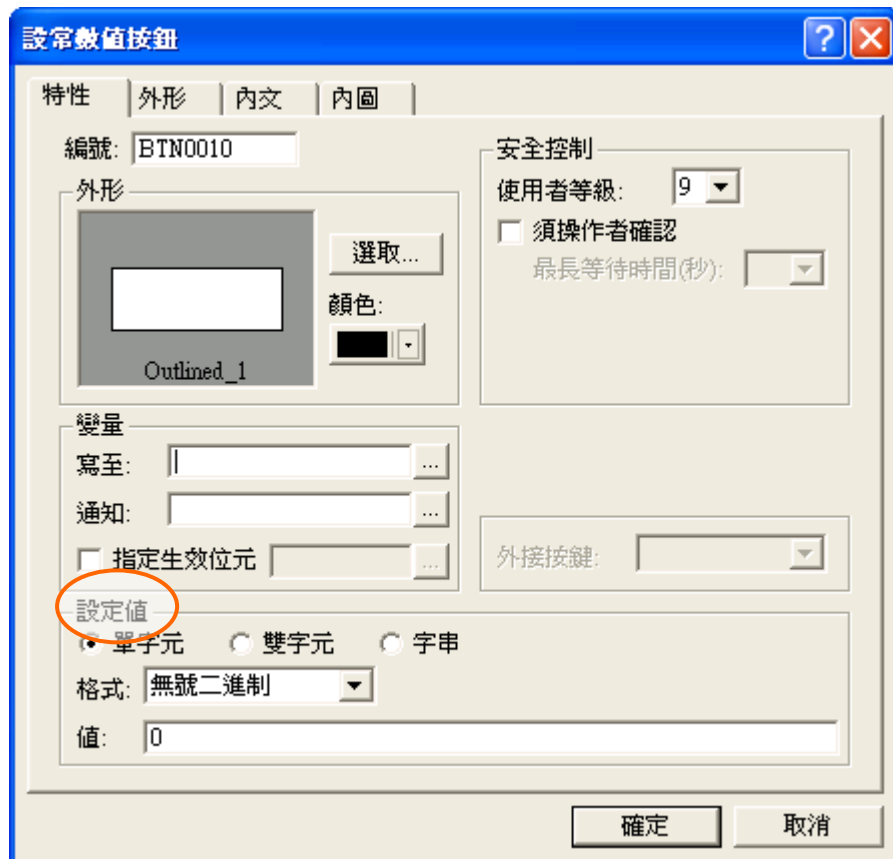 設常數值按鈕
特性 外形 內文 內圖
編號: BTN0010
外形
Outlined_1
選取...
顏色:
安全控制
使用者等級: 9
須操作者確認
最長等待時間(秒):
變量
寫至: ...
通知: ...
指定生效位元 ...
外接按鍵:
設定值
單字元 雙字元 字串
格式: 無號二進制
值: 0
確定 取消